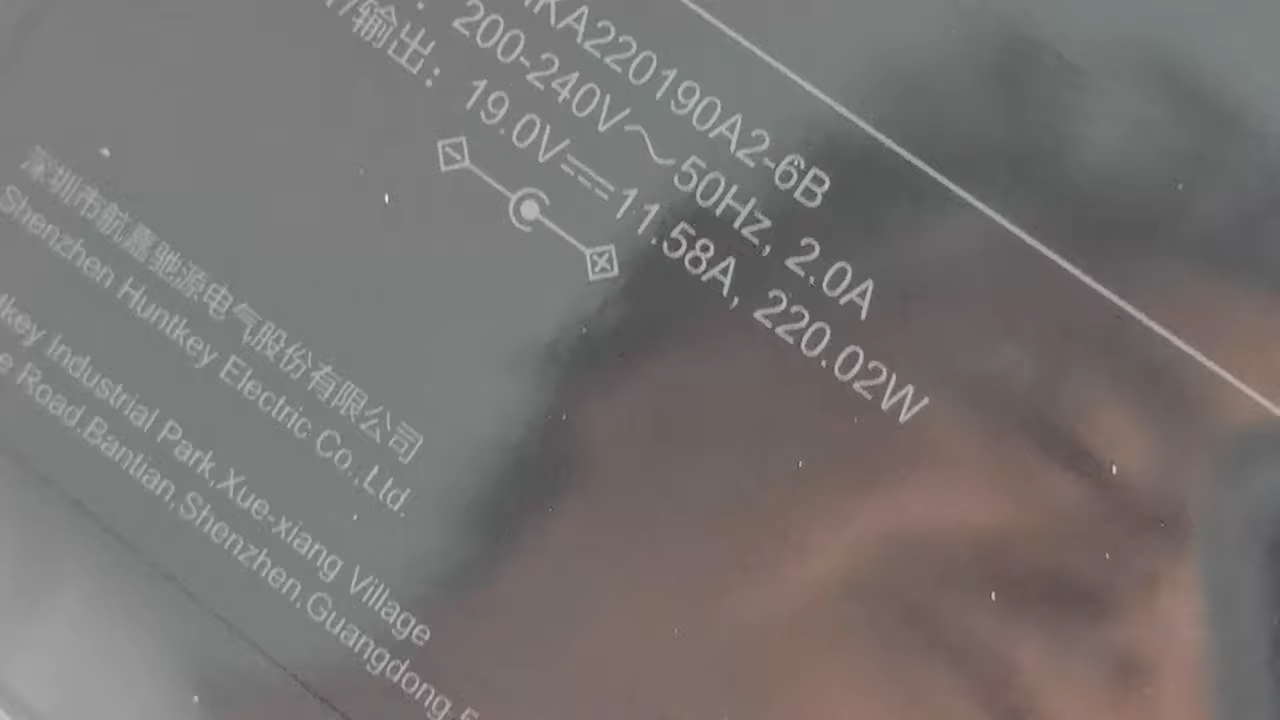 HKA220190A2-6B
200-240V～50Hz, 2.0A
输出: 19.0V⎓11.58A, 220.02W
深圳市航嘉驰源电气股份有限公司
Shenzhen Huntkey Electric Co.,Ltd.
Industrial Park,Xue-xiang Village
Road,Bantian,Shenzhen,Guangdong